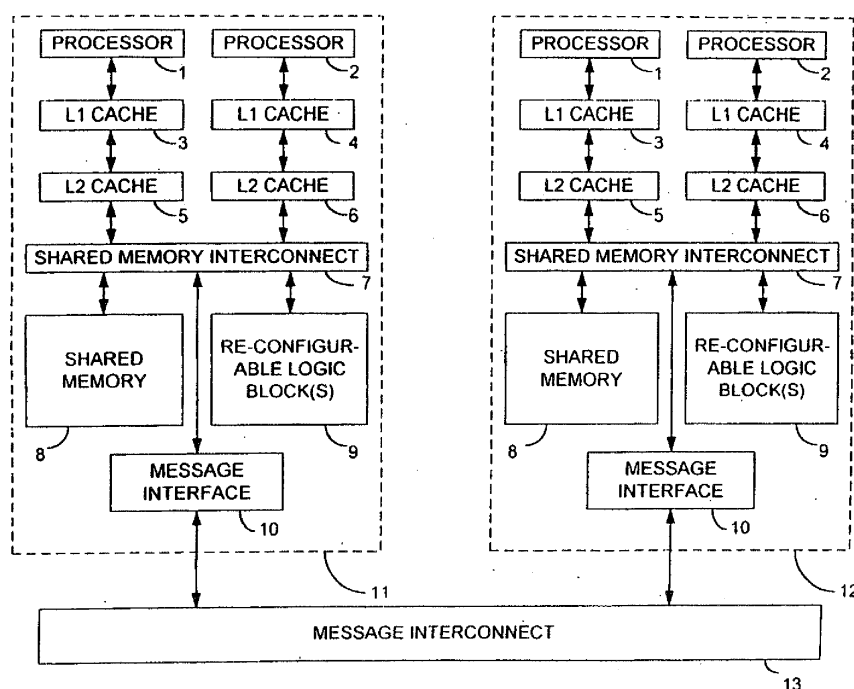 PROCESSOR PROCESSOR PROCESSOR PROCESSOR
1 2 1 2
L1 CACHE L1 CACHE L1 CACHE L1 CACHE
3 4 3 4
L2 CACHE L2 CACHE L2 CACHE L2 CACHE
5 6 5 6
SHARED MEMORY INTERCONNECT SHARED MEMORY INTERCONNECT
7 7
SHARED
MEMORY
RE-CONFIGUR-
ABLE LOGIC
BLOCK(S)
SHARED
MEMORY
RE-CONFIGUR-
ABLE LOGIC
BLOCK(S)
8 9 8 9
MESSAGE
INTERFACE
MESSAGE
INTERFACE
10 10
11 12
MESSAGE INTERCONNECT
13